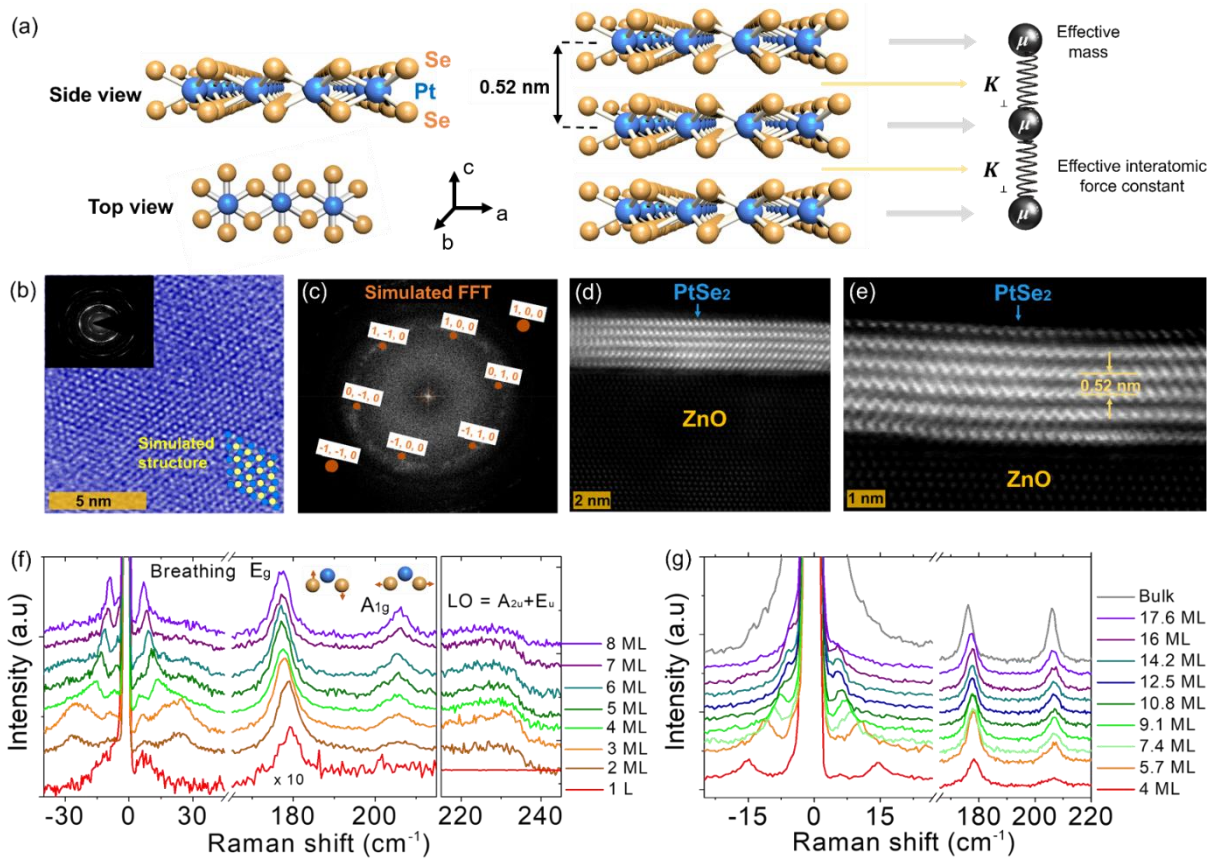 (a)
Side view
Se
Pt
Se
Top view
c
a
b
0.52 nm
K
⊥
K
⊥
μ
μ
μ
Effective
mass
Effective interatomic
force constant
(b)
Simulated
structure
5 nm
(c)
Simulated FFT
1, 0, 0
1, -1, 0
1, 0, 0
0, 1, 0
0, -1, 0
-1, 0, 0
-1, 1, 0
-1, -1, 0
(d)
PtSe₂
ZnO
2 nm
(e)
PtSe₂
0.52 nm
ZnO
1 nm
(f)
Breathing
E_g
A_1g
LO = A_2u+E_u
x 10
8 ML
7 ML
6 ML
5 ML
4 ML
3 ML
2 ML
1 L
Intensity (a.u)
-30 0 30 180 200 220 240
Raman shift (cm⁻¹)
(g)
Bulk
17.6 ML
16 ML
14.2 ML
12.5 ML
10.8 ML
9.1 ML
7.4 ML
5.7 ML
4 ML
Intensity (a.u)
-15 0 15 180 200 220
Raman shift (cm⁻¹)